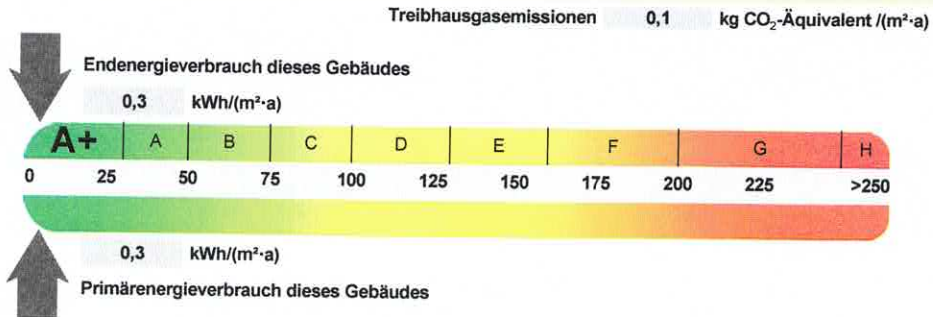 Treibhausgasemissionen 0,1 kg CO₂-Äquivalent /(m²·a)
Endenergieverbrauch dieses Gebäudes
0,3 kWh/(m²·a)
A+ A B C D E F G H
0 25 50 75 100 125 150 175 200 225 >250
0,3 kWh/(m²·a)
Primärenergieverbrauch dieses Gebäudes